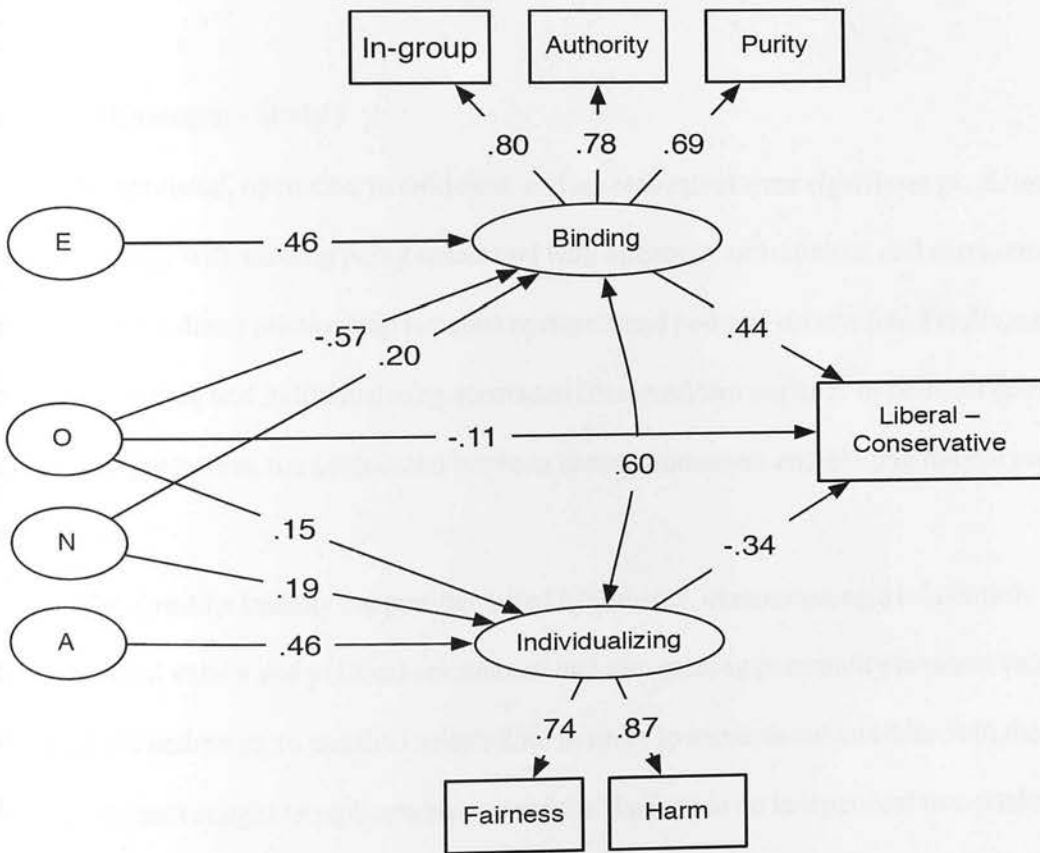 In-group
Authority
Purity
.80
.78
.69
E
.46
Binding
-.57
.20
.44
O
-.11
Liberal –
Conservative
.60
N
.15
-.34
.19
A
.46
Individualizing
.74
.87
Fairness
Harm